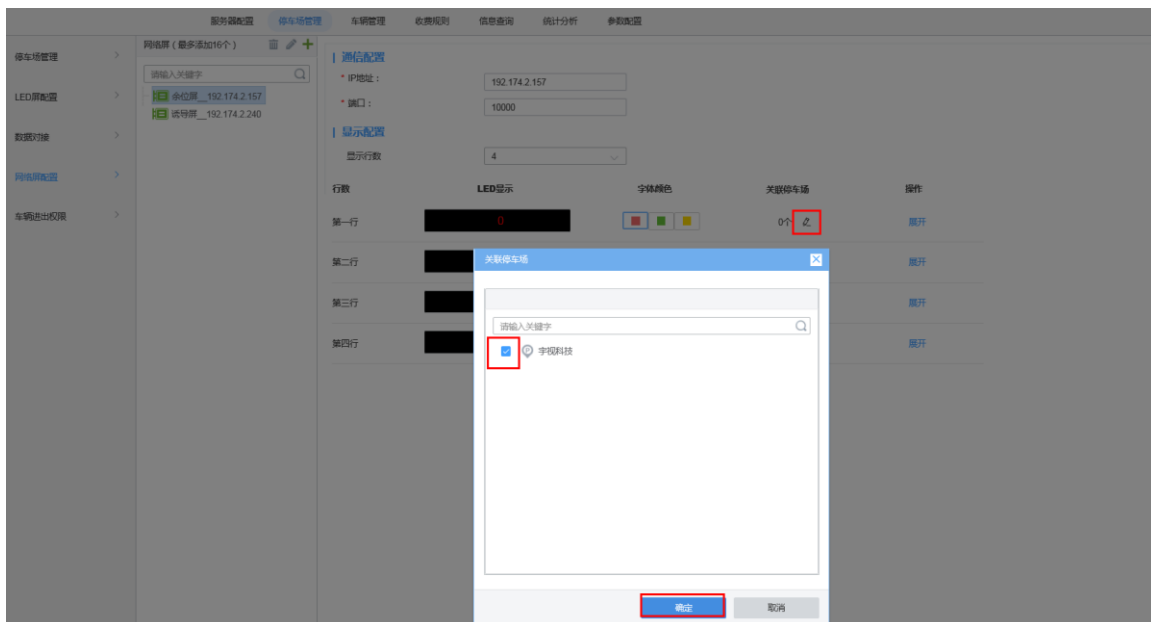 服务器配置 停车场管理 车辆管理 收费规则 信息查询 统计分析 参数配置
停车场管理
LED屏配置
数据对接
网络屏配置
车辆进出权限
网络屏（最多添加16个）
请输入关键字
余位屏__192.174.2.157
诱导屏__192.174.2.240
通信配置
* IP地址： 192.174.2.157
* 端口： 10000
显示配置
显示行数 4
行数 LED显示 字体颜色 关联停车场 操作
第一行 0 0个 展开
第二行 展开
第三行 展开
第四行 展开
关联停车场
请输入关键字
宇视科技
确定 取消